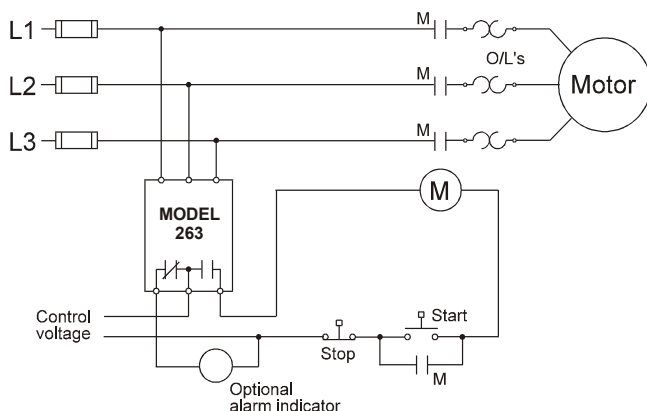 L1
M
O/L's
L2
M
Motor
L3
M
MODEL
263
M
Control
voltage
Start
Stop
M
Optional
alarm indicator